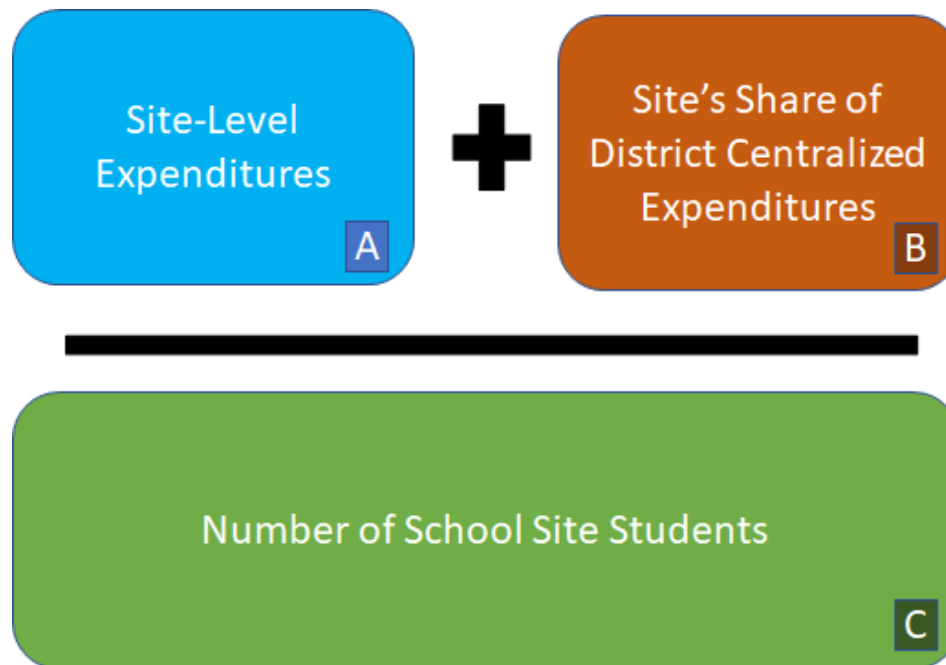 Site-Level
Expenditures
A
Site’s Share of
District Centralized
Expenditures
B
Number of School Site Students
C